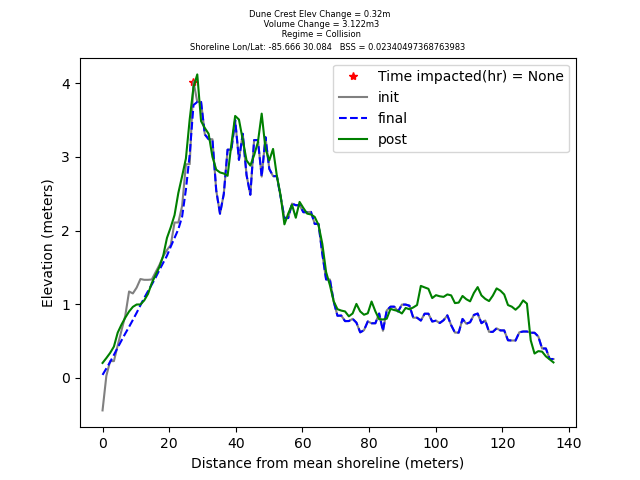 Dune Crest Elev Change = 0.32m
Volume Change = 3.122m3
Regime = Collision
Shoreline Lon/Lat: -85.666 30.084   BSS = 0.02340497368763983
Time impacted(hr) = None
init
final
post
Elevation (meters)
4
3
2
1
0
0 20 40 60 80 100 120 140
Distance from mean shoreline (meters)